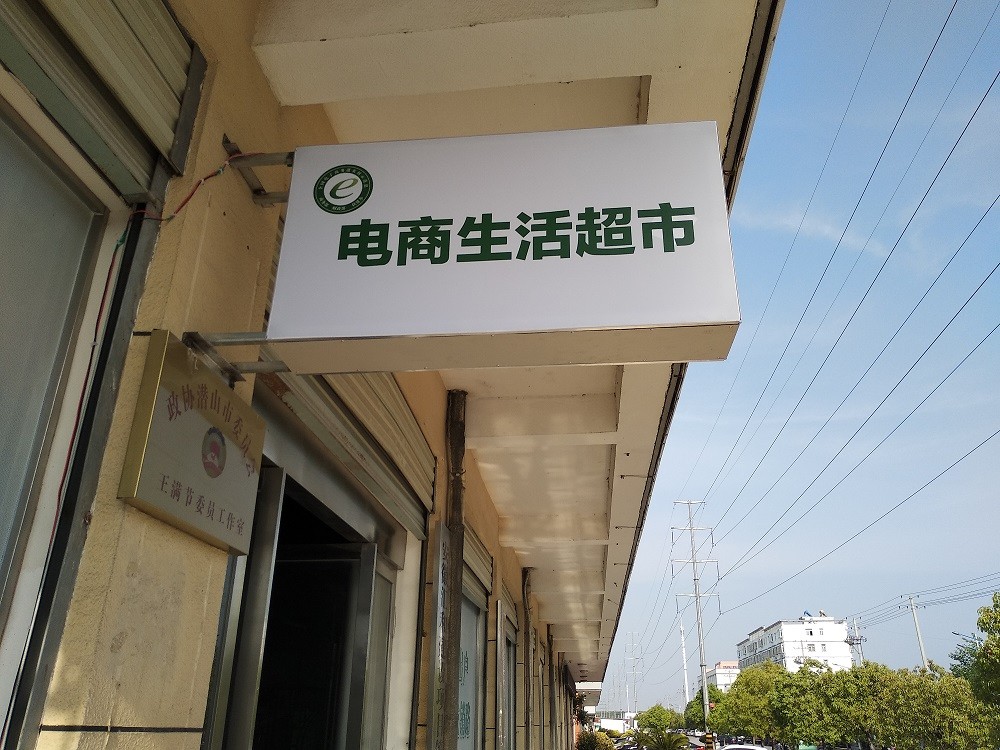 电商生活超市
e
政协潜山市委员会
王满节委员工作室